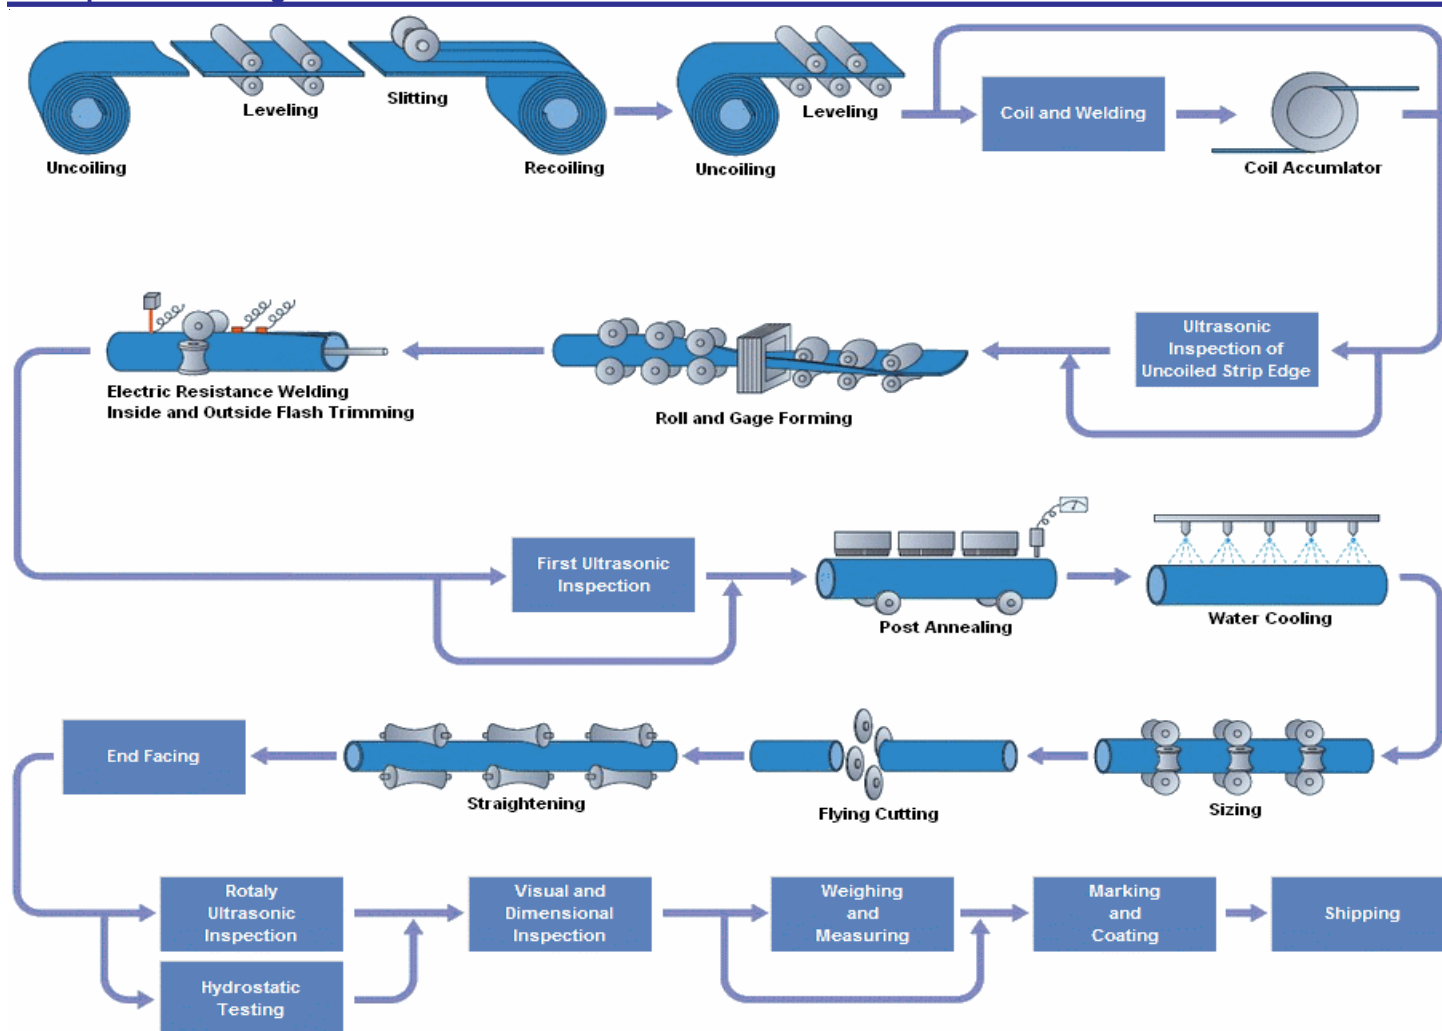 Uncoiling
Leveling
Slitting
Recoiling
Uncoiling
Leveling
Coil and Welding
Coil Accumlator
Electric Resistance Welding
Inside and Outside Flash Trimming
Roll and Gage Forming
Ultrasonic
Inspection of
Uncoiled Strip Edge
First Ultrasonic
Inspection
Post Annealing
Water Cooling
End Facing
Straightening
Flying Cutting
Sizing
Rotaly
Ultrasonic
Inspection
Hydrostatic
Testing
Visual and
Dimensional
Inspection
Weighing
and
Measuring
Marking
and
Coating
Shipping